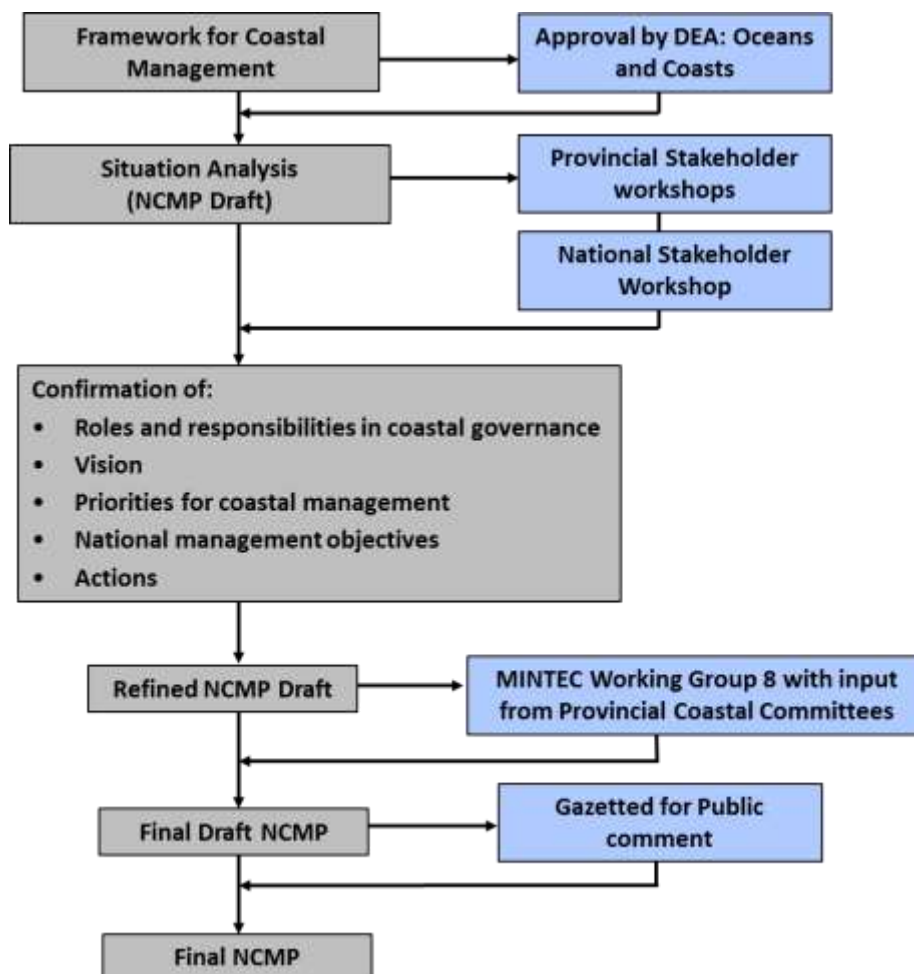 Framework for Coastal
Management
Approval by DEA: Oceans
and Coasts
Situation Analysis
(NCMP Draft)
Provincial Stakeholder
workshops
National Stakeholder
Workshop
Confirmation of:
• Roles and responsibilities in coastal governance
• Vision
• Priorities for coastal management
• National management objectives
• Actions
Refined NCMP Draft
MINTEC Working Group 8 with input
from Provincial Coastal Committees
Final Draft NCMP
Gazetted for Public
comment
Final NCMP